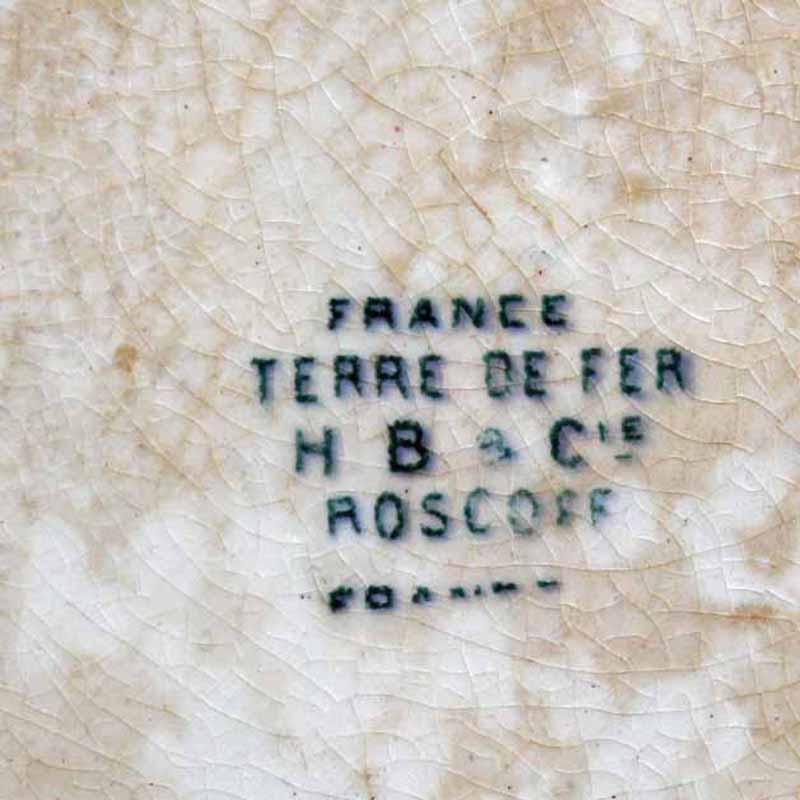 FRANCE
TERRE DE FER
H B & CIE
ROSCOFF